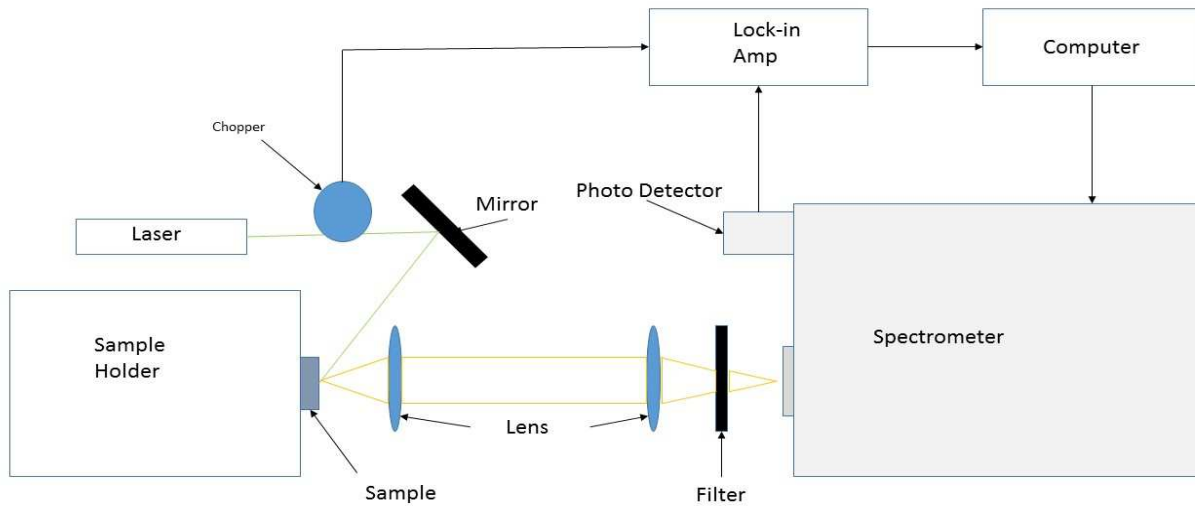 Lock-in
Amp
Computer
Chopper
Mirror
Photo Detector
Laser
Sample
Holder
Spectrometer
Lens
Sample
Filter